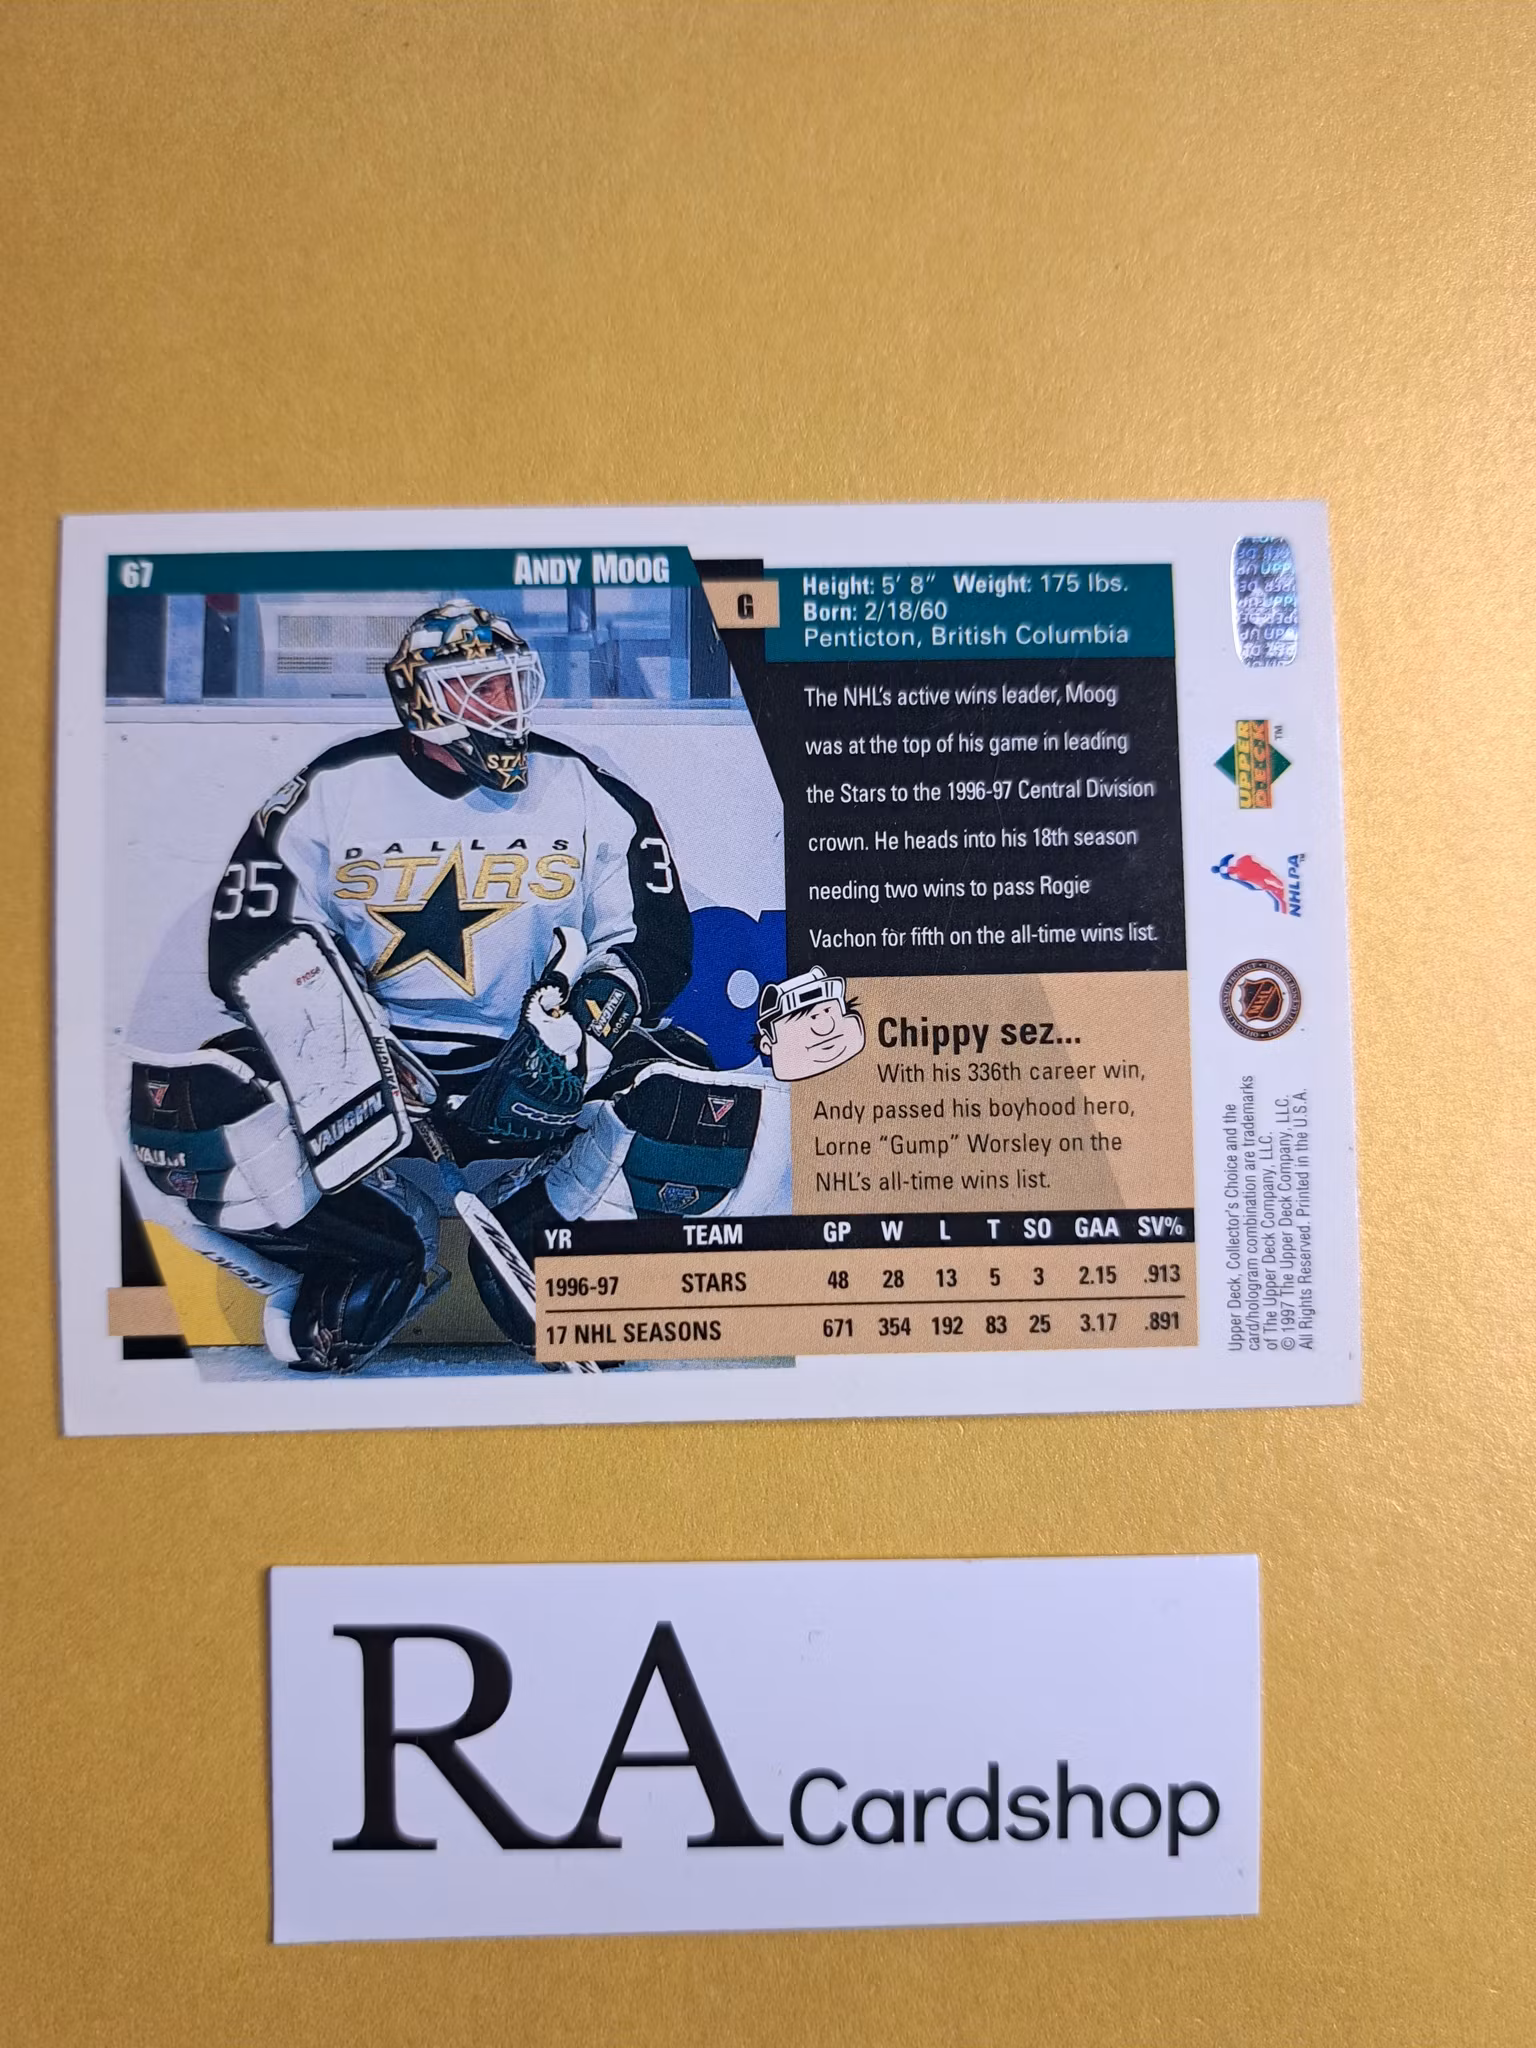 67 ANDY MOOG
G
Height: 5' 8" Weight: 175 lbs.
Born: 2/18/60
Penticton, British Columbia
The NHL's active wins leader, Moog
was at the top of his game in leading
the Stars to the 1996-97 Central Division
crown. He heads into his 18th season
needing two wins to pass Rogie
Vachon for fifth on the all-time wins list.
Chippy sez...
With his 336th career win,
Andy passed his boyhood hero,
Lorne "Gump" Worsley on the
NHL's all-time wins list.
YR TEAM GP W L T SO GAA SV%
1996-97 STARS 48 28 13 5 3 2.15 .913
17 NHL SEASONS 671 354 192 83 25 3.17 .891
DALLAS
STARS
35
3
STARS
VAUGHN
VAUGHN
MOOG
UPPER
DECK
TM
NHLPA
NHL
Upper Deck, Collector's Choice and the
card/hologram combination are trademarks
of The Upper Deck Company, LLC.
© 1997 The Upper Deck Company, LLC.
All Rights Reserved. Printed in the U.S.A.
RA Cardshop